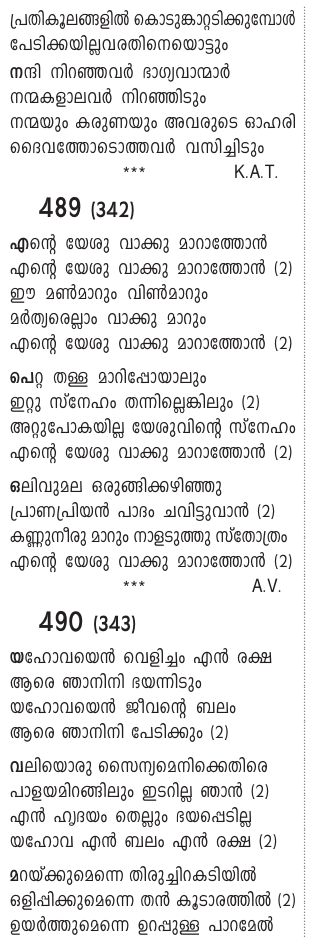 പ്രതികൂലങ്ങളിൽ കൊടുങ്കാറ്റടിക്കുമ്പോൾ
പേടിക്കയില്ലവരതിനെയൊട്ടും
നന്ദി നിറഞ്ഞവർ ഭാഗ്യവാന്മാർ
നന്മകളാലവർ നിറഞ്ഞിടും
നന്മയും കരുണയും അവരുടെ ഓഹരി
ദൈവത്തോടൊത്തവർ വസിച്ചിടും
*** K.A.T.
489 (342)
എന്റെ യേശു വാക്കു മാറാത്തോൻ
എന്റെ യേശു വാക്കു മാറാത്തോൻ (2)
ഈ മൺമാറും വിൺമാറും
മർത്യരെല്ലാം വാക്കു മാറും
എന്റെ യേശു വാക്കു മാറാത്തോൻ (2)
പെറ്റ തള്ള മാറിപ്പോയാലും
ഇറ്റു സ്നേഹം തന്നില്ലെങ്കിലും (2)
അറ്റുപോകയില്ല യേശുവിന്റെ സ്നേഹം
എന്റെ യേശു വാക്കു മാറാത്തോൻ (2)
ഒലിവുമല ഒരുങ്ങിക്കഴിഞ്ഞു
പ്രാണപ്രിയൻ പാദം ചവിട്ടുവാൻ (2)
കണ്ണുനീരു മാറും നാളടുത്തു സ്തോത്രം
എന്റെ യേശു വാക്കു മാറാത്തോൻ (2)
*** A.V.
490 (343)
യഹോവയെൻ വെളിച്ചം എൻ രക്ഷ
ആരെ ഞാനിനി ഭയന്നിടും
യഹോവയെൻ ജീവന്റെ ബലം
ആരെ ഞാനിനി പേടിക്കും (2)
വലിയൊരു സൈന്യമെനിക്കെതിരെ
പാളയമിറങ്ങിലും ഇടറില്ല ഞാൻ (2)
എൻ ഹൃദയം തെല്ലും ഭയപ്പെടില്ല
യഹോവ എൻ ബലം എൻ രക്ഷ (2)
മറയ്ക്കുമെന്നെ തിരുച്ചിറകടിയിൽ
ഒളിപ്പിക്കുമെന്നെ തൻ കൂടാരത്തിൽ (2)
ഉയർത്തുമെന്നെ ഉറപ്പുള്ള പാറമേൽ